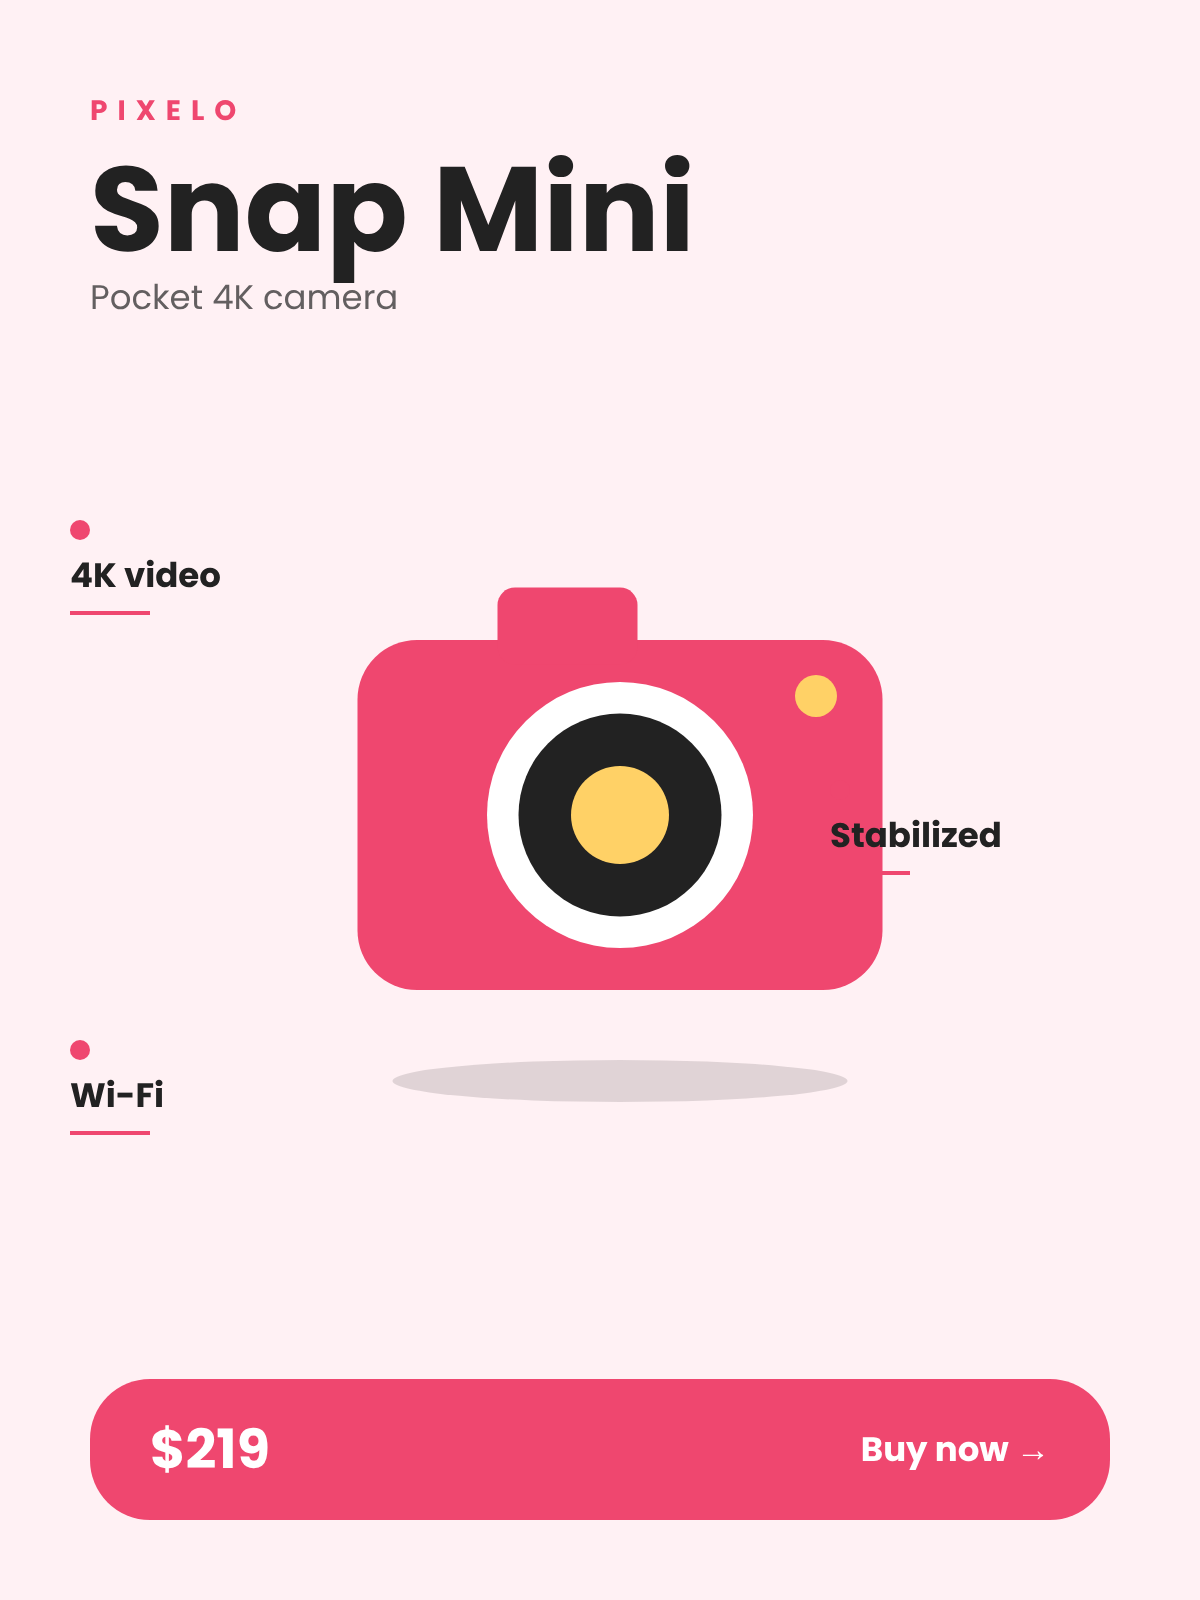 PIXELO
Snap Mini
Pocket 4K camera
4K video
Stabilized
Wi-Fi
$219
Buy now →